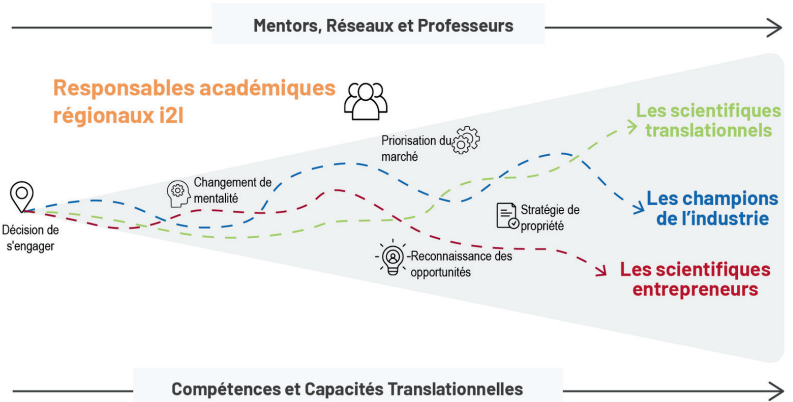 Mentors, Réseaux et Professeurs
Responsables académiques
régionaux i2I
Priorisation du
marché
Les scientifiques
translationnels
Changement de
mentalité
Décision de
s'engager
Les champions
de l'industrie
Stratégie de
propriété
Reconnaissance des
opportunités
Les scientifiques
entrepreneurs
Compétences et Capacités Translationnelles